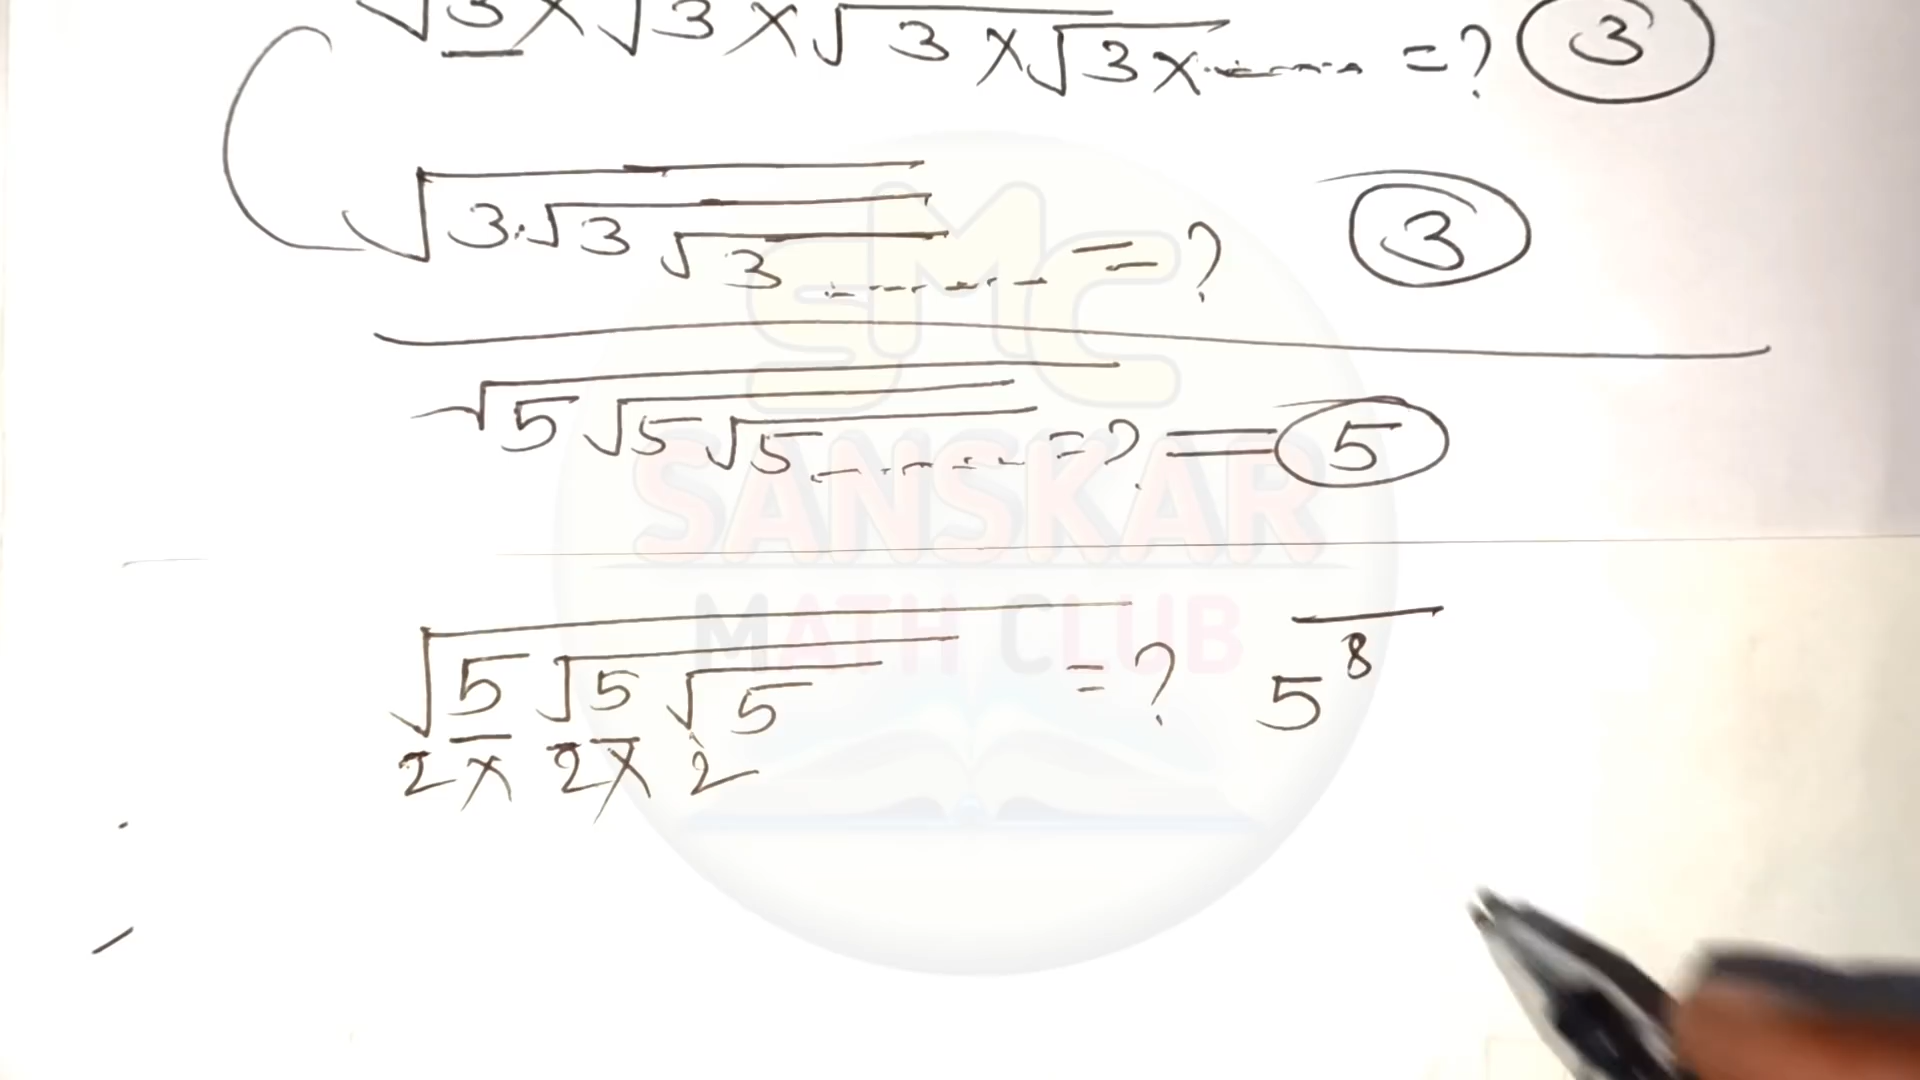 √3×√3×√3×√3×...... =? 3
√3.√3√3....... =? 3
√5√5√5....... =? = 5
SMC
SANSKAR
MATH CLUB
√5√5√5 =? 5^8
2×2×2